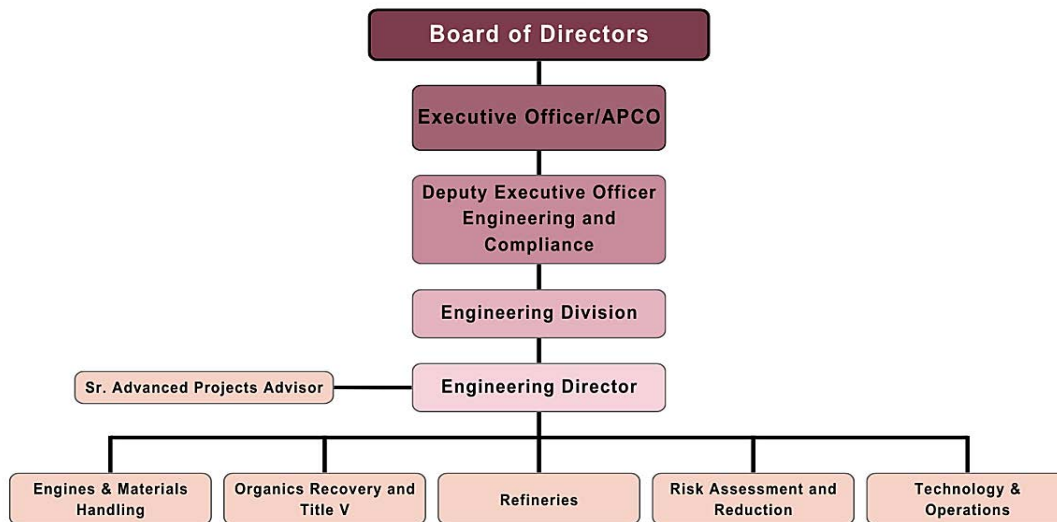 Board of Directors
Executive Officer/APCO
Deputy Executive Officer
Engineering and
Compliance
Engineering Division
Sr. Advanced Projects Advisor
Engineering Director
Engines & Materials
Handling
Organics Recovery and
Title V
Refineries
Risk Assessment and
Reduction
Technology &
Operations